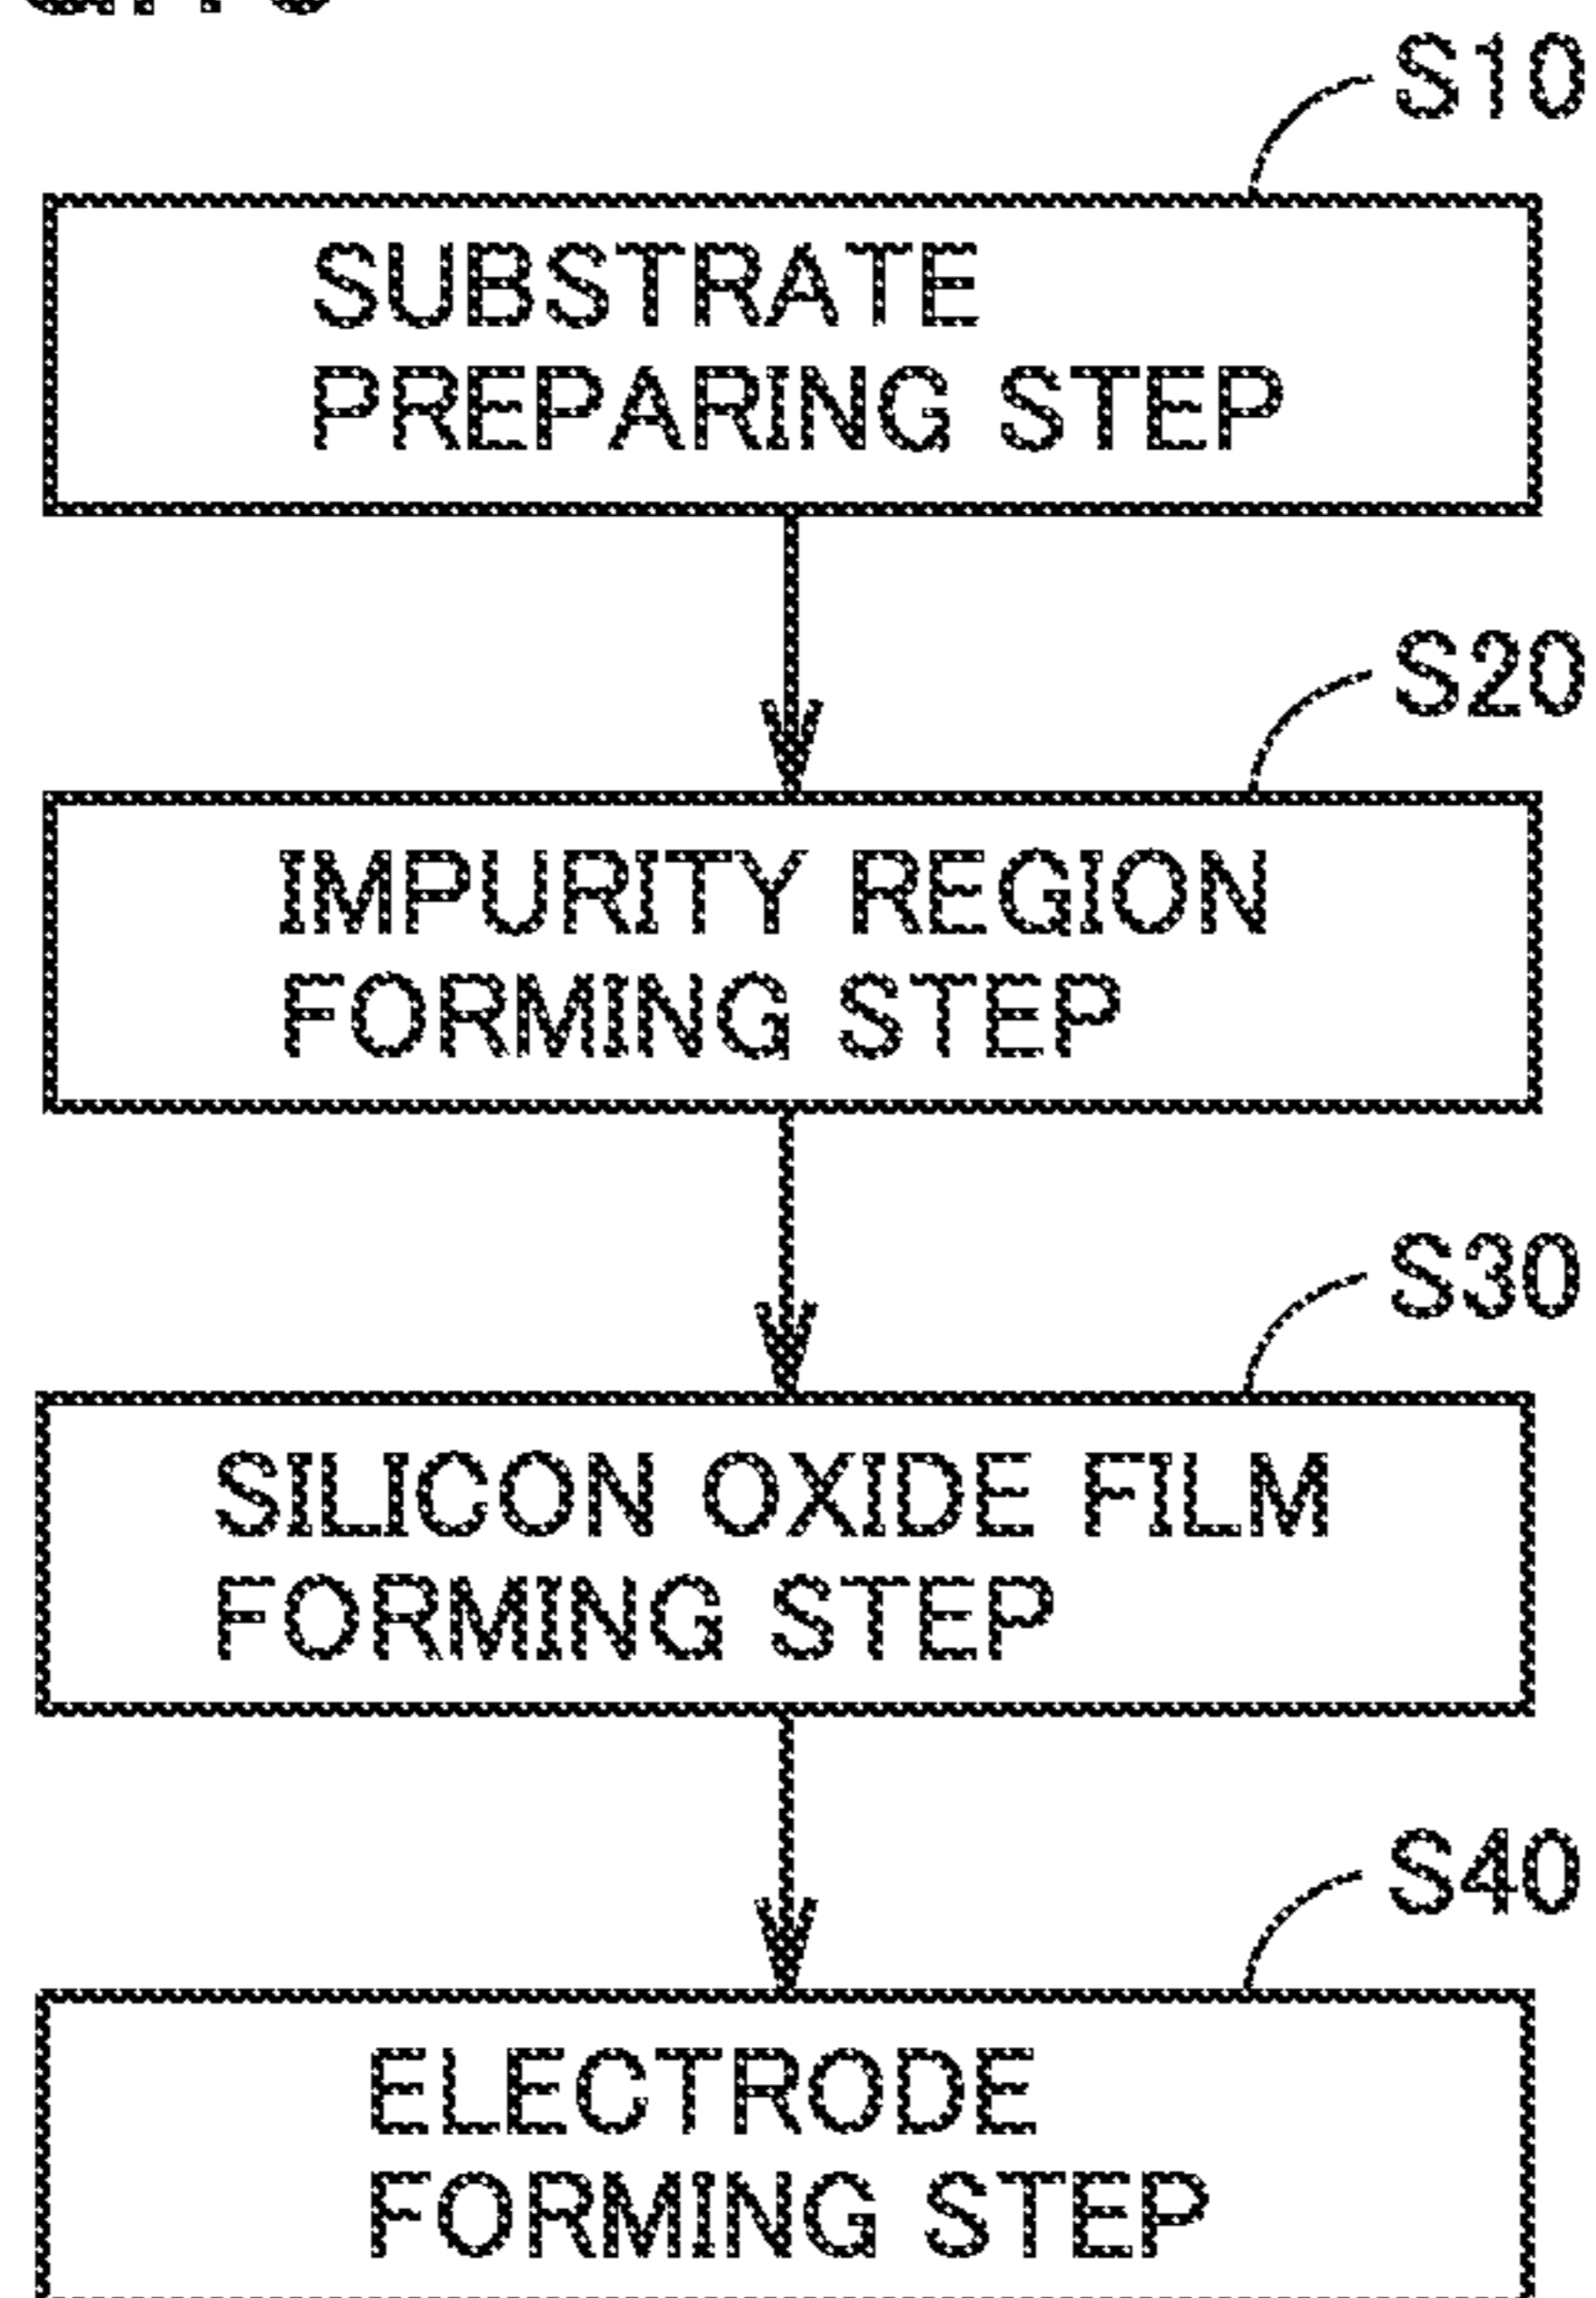 S10
SUBSTRATE
PREPARING STEP
S20
IMPURITY REGION
FORMING STEP
S30
SILICON OXIDE FILM
FORMING STEP
S40
ELECTRODE
FORMING STEP